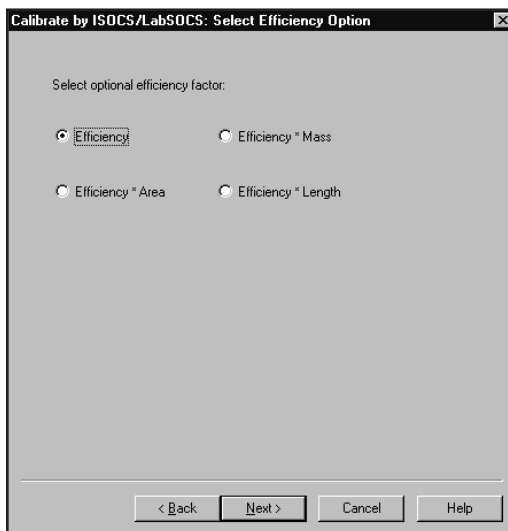 Calibrate by ISOCS/LabSOCS: Select Efficiency Option
Select optional efficiency factor:
Efficiency
Efficiency * Mass
Efficiency * Area
Efficiency * Length
< Back
Next >
Cancel
Help